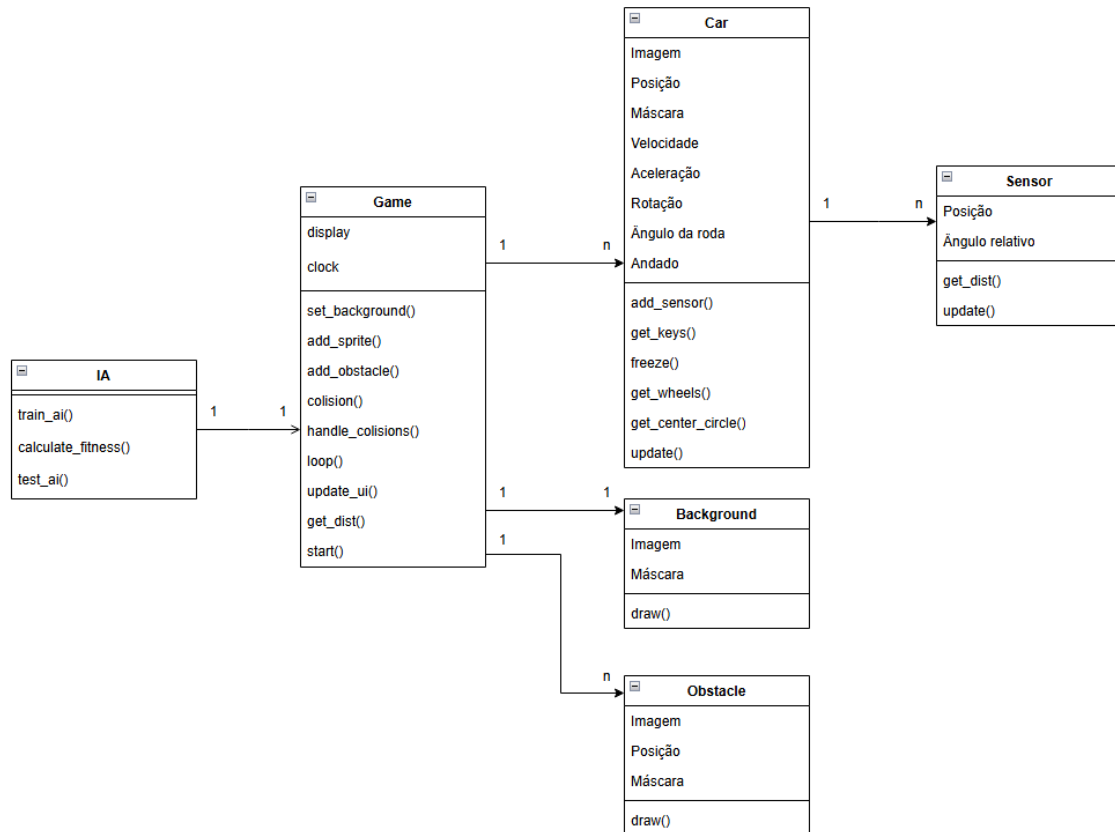 Car
Imagem
Posição
Máscara
Velocidade
Aceleração
Rotação
Ângulo da roda
Andado
add_sensor()
get_keys()
freeze()
get_wheels()
get_center_circle()
update()
1
n
Sensor
Posição
Ângulo relativo
get_dist()
update()
Game
display
clock
set_background()
add_sprite()
add_obstacle()
colision()
handle_colisions()
loop()
update_ui()
get_dist()
start()
1
n
IA
train_ai()
calculate_fitness()
test_ai()
1
1
1
1
Background
Imagem
Máscara
draw()
1
n
Obstacle
Imagem
Posição
Máscara
draw()